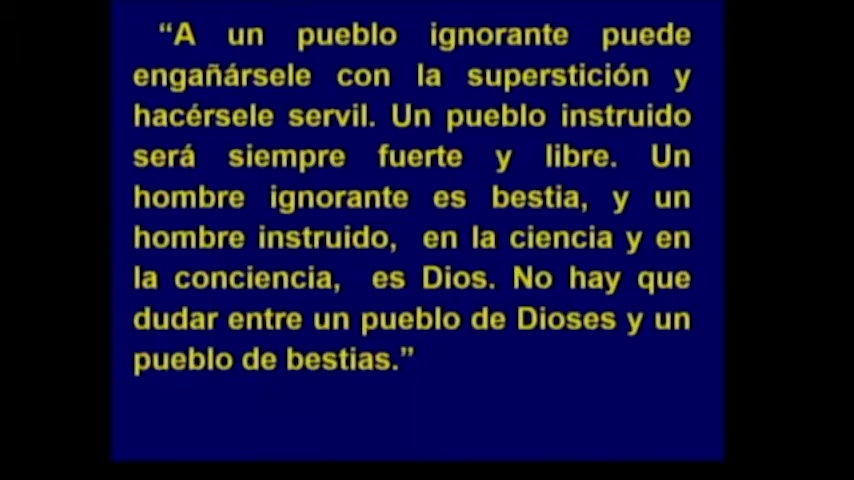 “A un pueblo ignorante puede
engañársele con la superstición y
hacérsele servil. Un pueblo instruido
será siempre fuerte y libre. Un
hombre ignorante es bestia, y un
hombre instruido, en la ciencia y en
la conciencia, es Dios. No hay que
dudar entre un pueblo de Dioses y un
pueblo de bestias.”